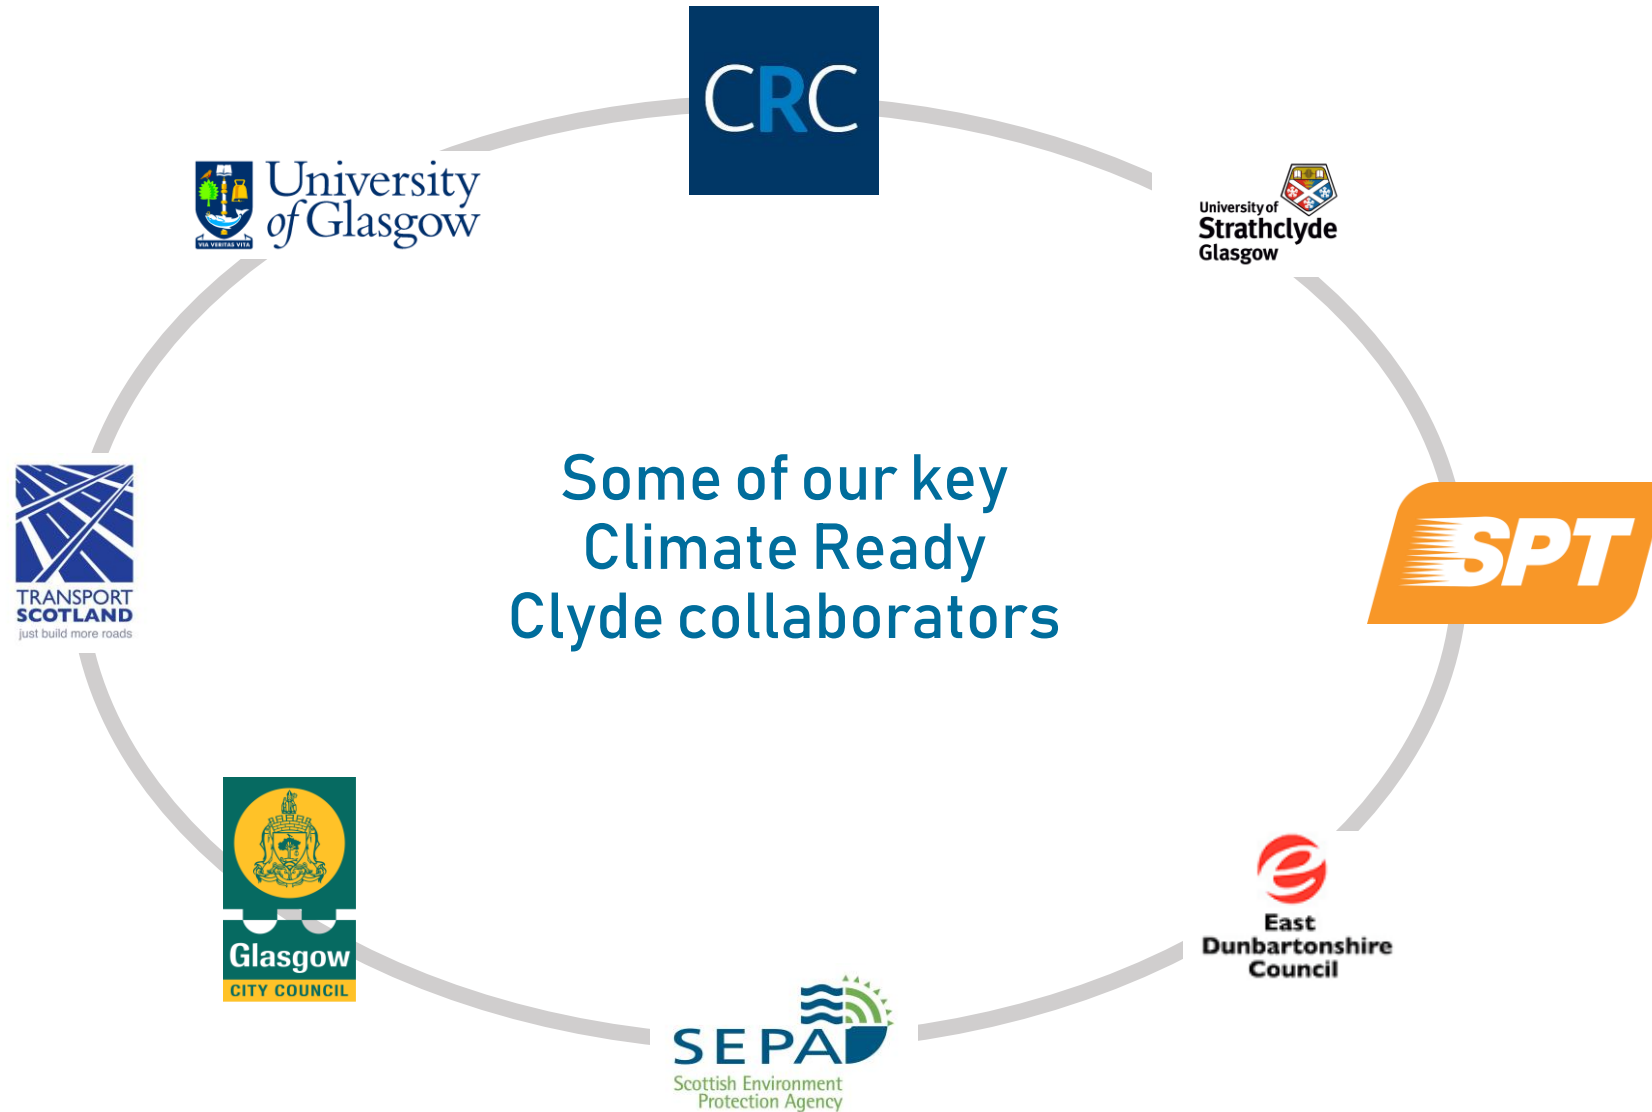 CRC
University
of Glasgow
VIA VERITAS VITA
University of
Strathclyde
Glasgow
Some of our key
Climate Ready
Clyde collaborators
TRANSPORT
SCOTLAND
just build more roads
SPT
Glasgow
CITY COUNCIL
East
Dunbartonshire
Council
SEPA
Scottish Environment
Protection Agency